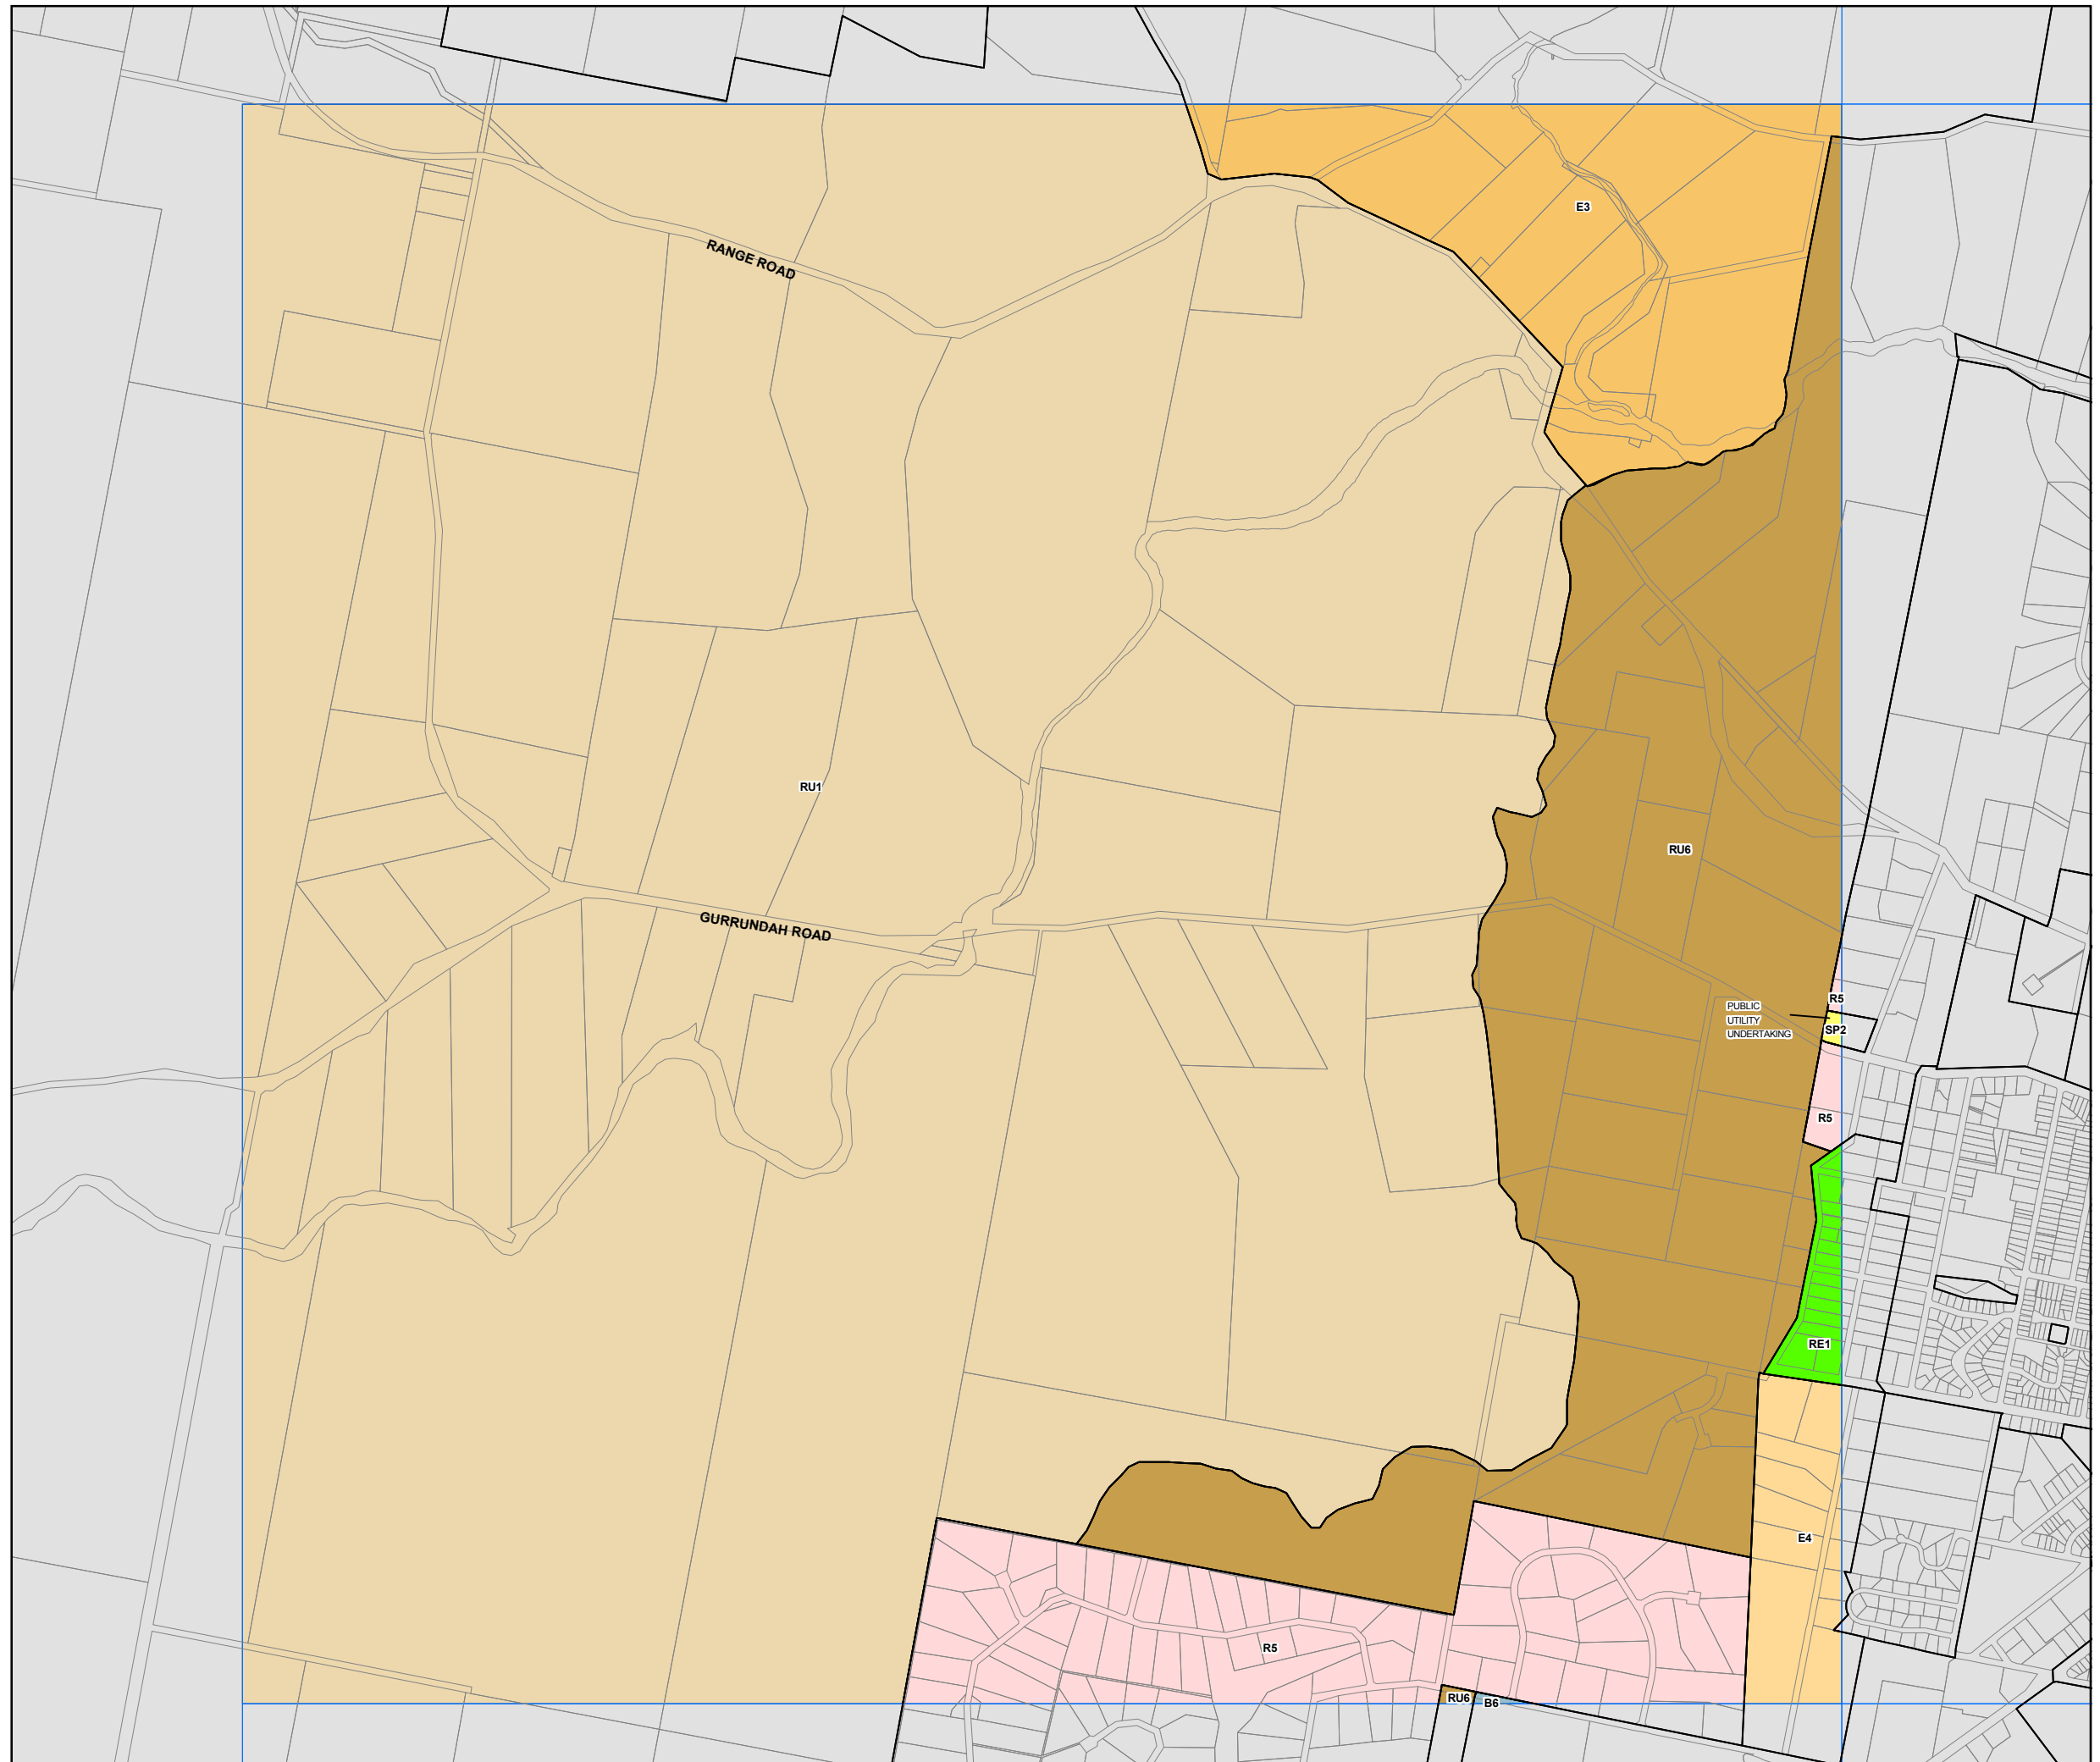 E3
RANGE ROAD
RU1
RU6
GURRUNDAH ROAD
R5
PUBLIC
UTILITY
UNDERTAKING
SP2
R5
RE1
E4
R5
RU6
B6